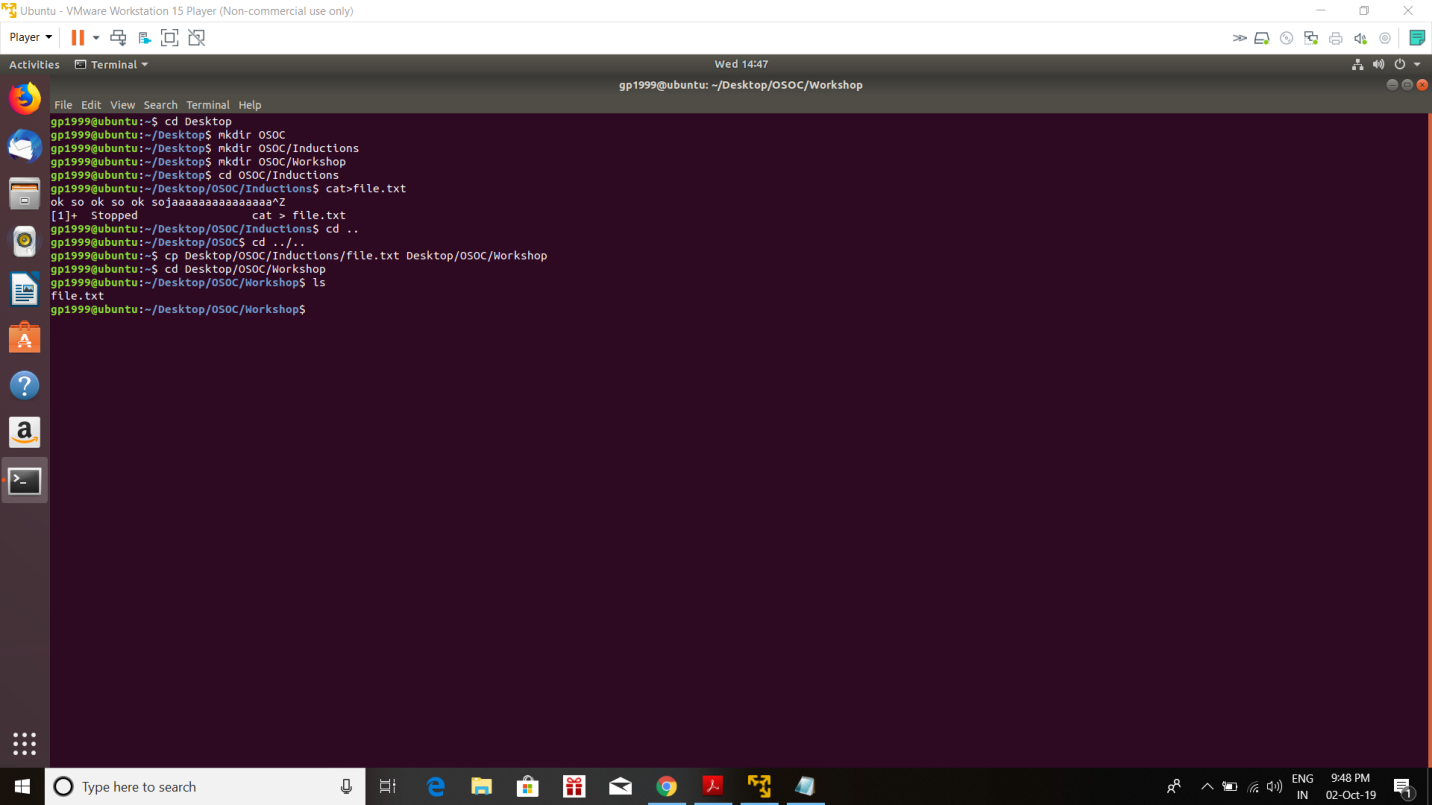 Ubuntu - VMware Workstation 15 Player (Non-commercial use only)
Player
Activities Terminal Wed 14:47
gp1999@ubuntu: ~/Desktop/OSOC/Workshop
File Edit View Search Terminal Help
gp1999@ubuntu:~$ cd Desktop
gp1999@ubuntu:~/Desktop$ mkdir OSOC
gp1999@ubuntu:~/Desktop$ mkdir OSOC/Inductions
gp1999@ubuntu:~/Desktop$ mkdir OSOC/Workshop
gp1999@ubuntu:~/Desktop$ cd OSOC/Inductions
gp1999@ubuntu:~/Desktop/OSOC/Inductions$ cat>file.txt
ok so ok so ok sojaaaaaaaaaaaaaaa^Z
[1]+  Stopped                 cat > file.txt
gp1999@ubuntu:~/Desktop/OSOC/Inductions$ cd ..
gp1999@ubuntu:~/Desktop/OSOC$ cd ../..
gp1999@ubuntu:~$ cp Desktop/OSOC/Inductions/file.txt Desktop/OSOC/Workshop
gp1999@ubuntu:~$ cd Desktop/OSOC/Workshop
gp1999@ubuntu:~/Desktop/OSOC/Workshop$ ls
file.txt
gp1999@ubuntu:~/Desktop/OSOC/Workshop$
Type here to search
ENG
IN
9:48 PM
02-Oct-19
1